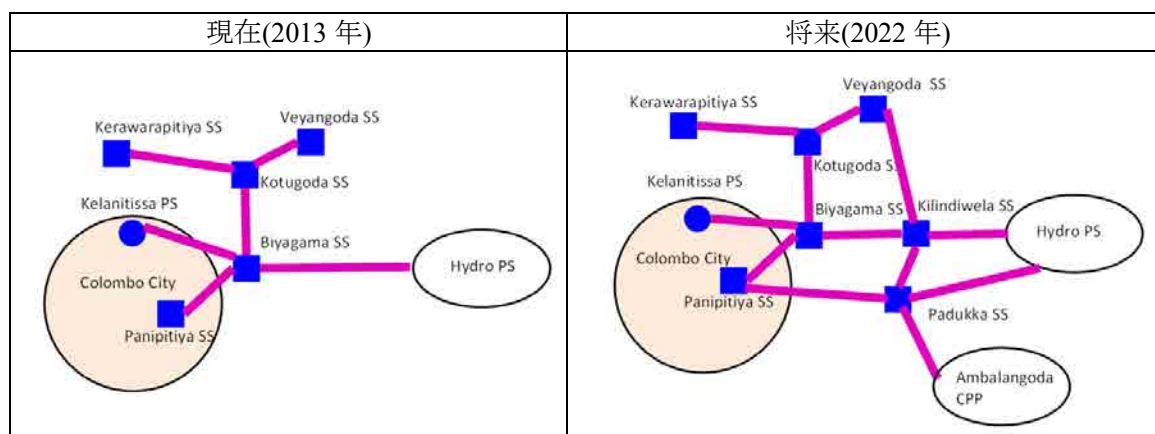 現在(2013 年)
Veyangoda SS
Kerawarapitiya SS
Kotugoda SS
Kelanitissa PS
Biyagama SS
Hydro PS
Colombo City
Panipitiya SS
将来(2022 年)
Veyangoda SS
Kerawarapitiya SS
Kotugoda SS
Kelanitissa PS
Biyagama SS
Kilindiwela SS
Hydro PS
Colombo City
Panipitiya SS
Padukka SS
Ambalangoda
CPP